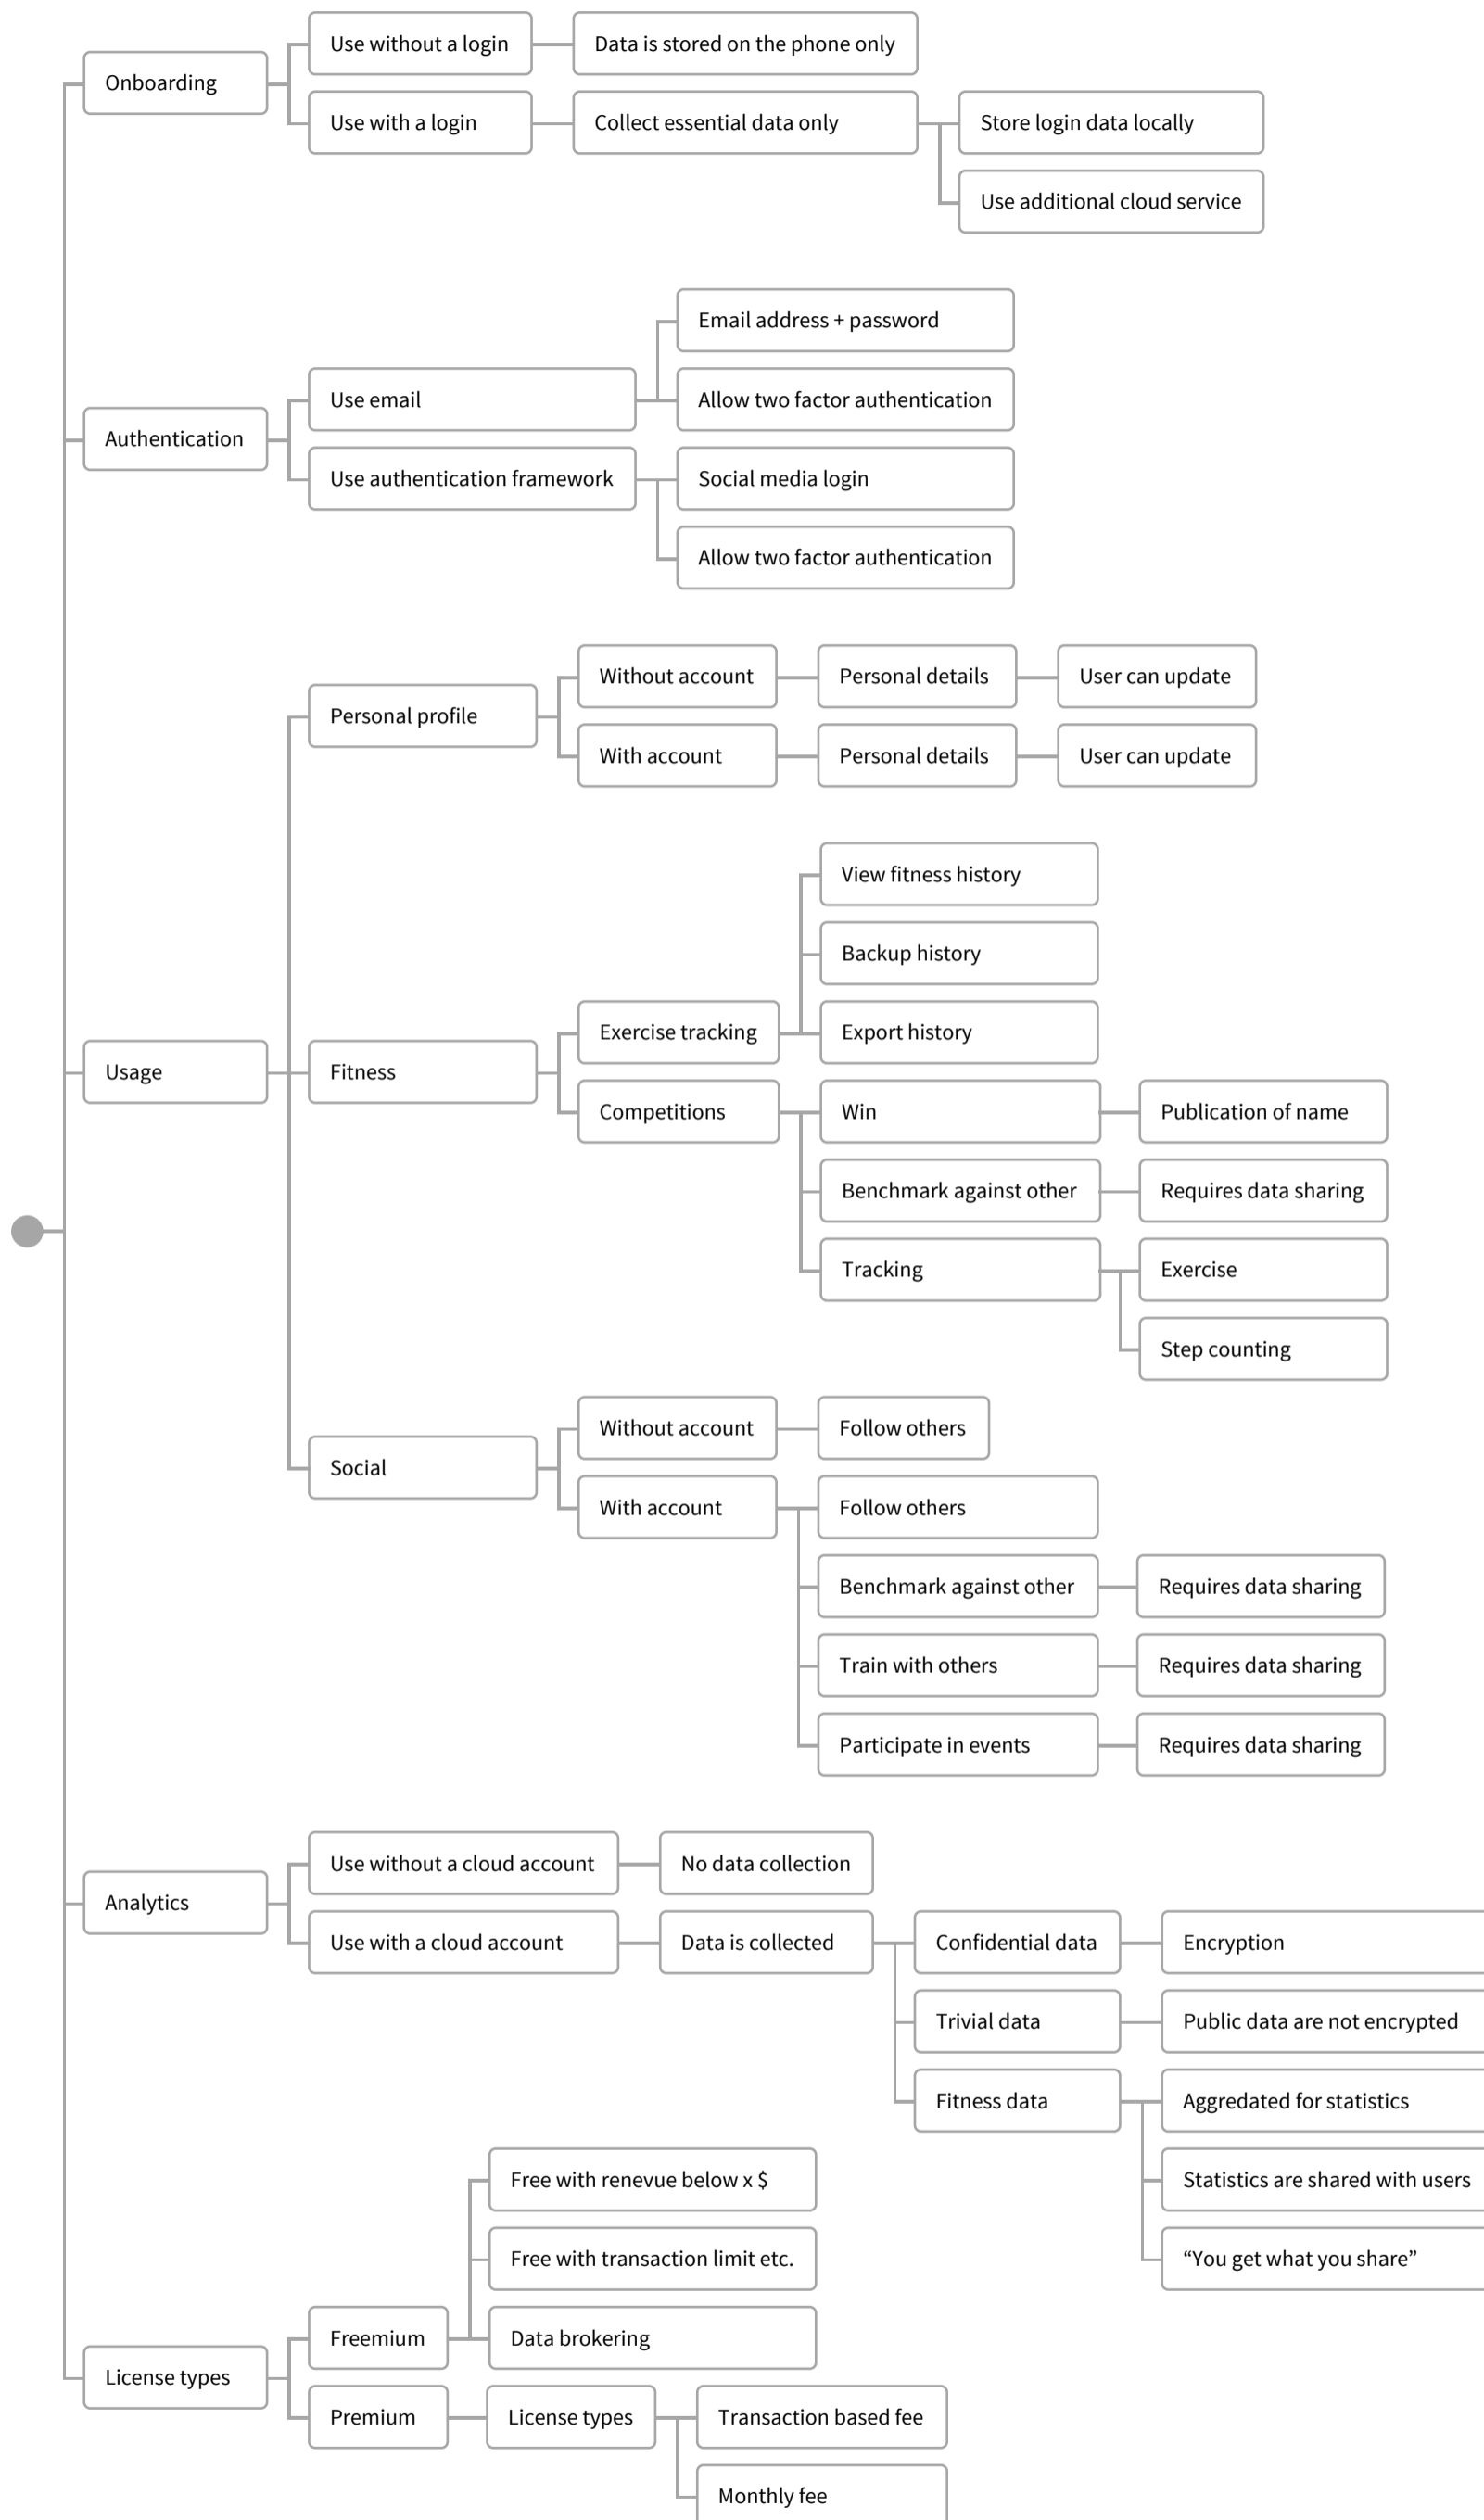 Onboarding
Use without a login
Data is stored on the phone only
Use with a login
Collect essential data only
Store login data locally
Use additional cloud service
Authentication
Use email
Email address + password
Allow two factor authentication
Use authentication framework
Social media login
Allow two factor authentication
Usage
Personal profile
Without account
Personal details
User can update
With account
Personal details
User can update
Fitness
Exercise tracking
View fitness history
Backup history
Export history
Competitions
Win
Publication of name
Benchmark against other
Requires data sharing
Tracking
Exercise
Step counting
Social
Without account
Follow others
With account
Follow others
Benchmark against other
Requires data sharing
Train with others
Requires data sharing
Participate in events
Requires data sharing
Analytics
Use without a cloud account
No data collection
Use with a cloud account
Data is collected
Confidential data
Encryption
Trivial data
Public data are not encrypted
Fitness data
Aggredated for statistics
Statistics are shared with users
“You get what you share”
License types
Freemium
Free with renevue below x $
Free with transaction limit etc.
Data brokering
Premium
License types
Transaction based fee
Monthly fee